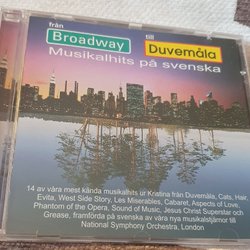 från
Broadway
till
Duvemåla
Musikalhits på svenska
14 av våra mest kända musikalhits ur Kristina från Duvemåla, Cats, Hair,
Evita, West Side Story, Les Miserables, Cabaret, Aspects of Love,
Phantom of the Opera, Sound of Music, Jesus Christ Superstar och
Grease, framförda på svenska av våra nya musikalstjärnor till
National Symphony Orchestra, London